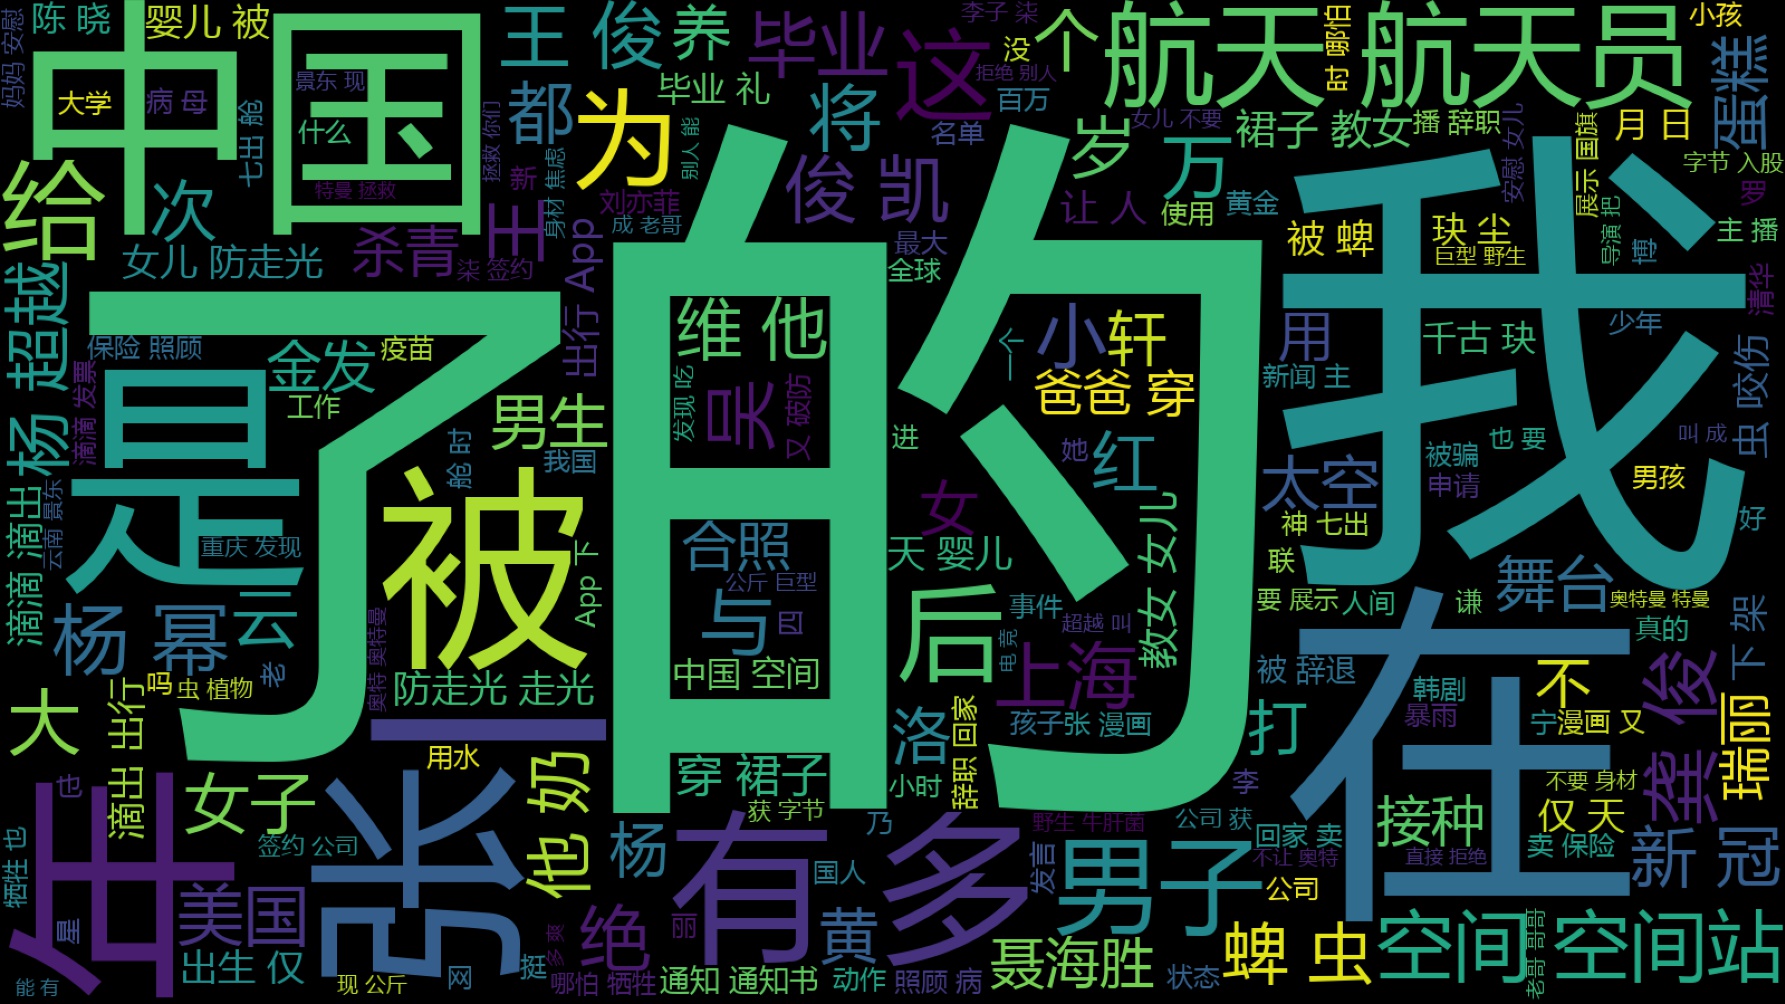 妈妈 安慰
陈 晓
婴儿 被
中国
大学
病 母
景东 现
什么
特曼 拯救
七出 舱
给
次
女儿 防走光
王 俊
养
毕业
毕业 礼
都
为
将
这
李子 柒
没
拒绝 别人
百万
名单
个
航天
航天员
时 哪怕
小孩
蛋糕
女儿 不要
裙子 教女
播 辞职
月 日
展示 国旗
字节 入股
岁
万
安慰 女儿
罗
拯救 你们
新
身材 焦虑
别人 能
刘亦菲
成 老哥
俊 凯
让 人
使用
黄金
被 蜱
玦 尘
巨型 野生
导演 把
博
主 播
清华
杀青
柒 签约
王
出行 App
最大
全球
的
我
了
是
杨 超越
保险 照顾
金发
疫苗
工作
滴滴 发票
维 他
发现 吃
吴
又 破防
一个
小
轩
爸爸 穿
用
新闻 主
千古 玦
少年
虫 咬伤
男生
舱 时
我国
进
她
红
太空
被骗
也 要
申请
叫 成
男孩
滴滴 滴出
云南 景东
重庆 发现
被
App 下
女
合照
天 婴儿
教女 女儿
神 七出
好
联
公斤 巨型
与
四
后
事件
超越 叫
电竞
要 展示
人间
谦
舞台
奥特曼 特曼
真的
下 架
杨 幂
云
奥特 奥特曼
老
吗
虫 植物
防走光 走光
中国 空间
上海
被 辞退
韩剧
暴雨
不
俊
瑞丽
大
滴出 出行
一
用水
他 奶
穿 裙子
洛
小时
辞职 回家
孩子张 漫画
打
李
在
宁
漫画 又
不要 身材
龚
也
女子
年
张
签约 公司
获 字节
乃
野生 牛肝菌
公司 获
回家 卖
接种
仅 天
卖 保险
牺牲 也
杨
有
多
国人
发言
男子
不让 奥特
直接 拒绝
公司
新 冠
星
美国
多 爽
绝
丽
黄
聂海胜
蜱 虫
空间
空间站
老哥 哥哥
能 有
出生 仅
现 公斤
网
挺
哪怕 牺牲
通知 通知书
动作
照顾 病
状态